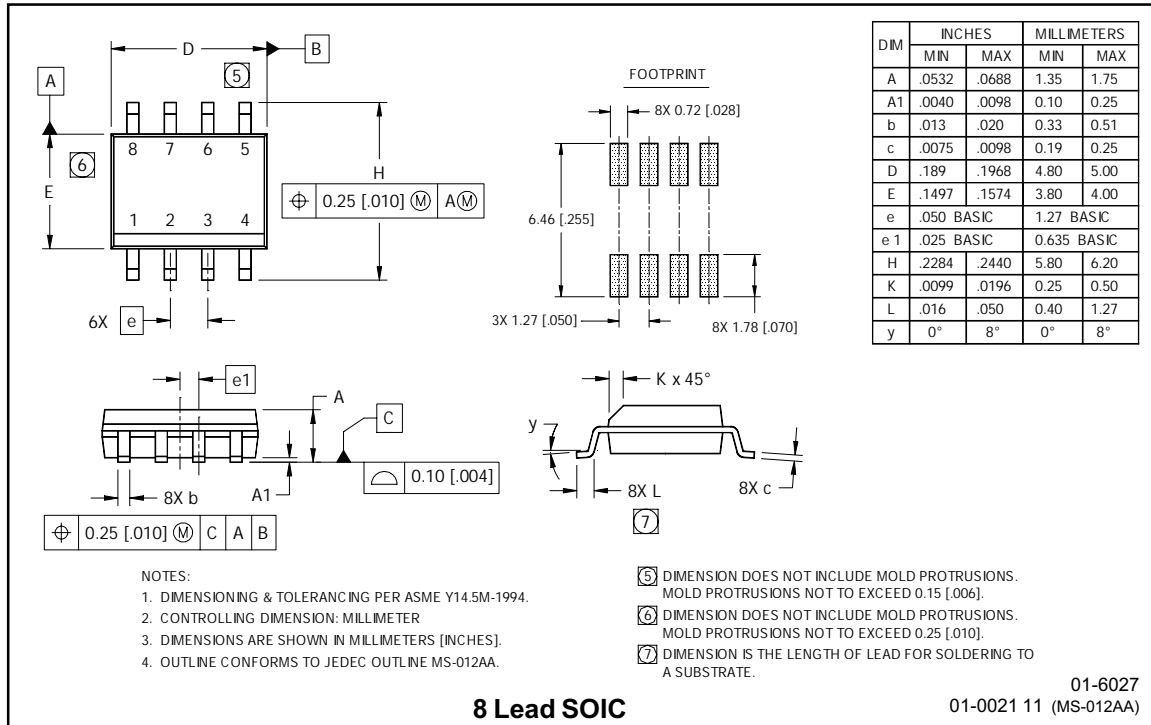 D
B
5
A
8 7 6 5
6
E
H
1 2 3 4
⌖ 0.25 [.010] Ⓜ AⓂ
6X e
FOOTPRINT
8X 0.72 [.028]
6.46 [.255]
3X 1.27 [.050]
8X 1.78 [.070]
DIM INCHES MILLIMETERS
MIN MAX MIN MAX
A .0532 .0688 1.35 1.75
A1 .0040 .0098 0.10 0.25
b .013 .020 0.33 0.51
c .0075 .0098 0.19 0.25
D .189 .1968 4.80 5.00
E .1497 .1574 3.80 4.00
e .050 BASIC 1.27 BASIC
e 1 .025 BASIC 0.635 BASIC
H .2284 .2440 5.80 6.20
K .0099 .0196 0.25 0.50
L .016 .050 0.40 1.27
y 0° 8° 0° 8°
e1
A
C
0.10 [.004]
8X b
A1
⌖ 0.25 [.010] Ⓜ C A B
K x 45°
y
8X L
8X c
7
NOTES:
1. DIMENSIONING & TOLERANCING PER ASME Y14.5M-1994.
2. CONTROLLING DIMENSION: MILLIMETER
3. DIMENSIONS ARE SHOWN IN MILLIMETERS [INCHES].
4. OUTLINE CONFORMS TO JEDEC OUTLINE MS-012AA.
5 DIMENSION DOES NOT INCLUDE MOLD PROTRUSIONS.
MOLD PROTRUSIONS NOT TO EXCEED 0.15 [.006].
6 DIMENSION DOES NOT INCLUDE MOLD PROTRUSIONS.
MOLD PROTRUSIONS NOT TO EXCEED 0.25 [.010].
7 DIMENSION IS THE LENGTH OF LEAD FOR SOLDERING TO
A SUBSTRATE.
8 Lead SOIC
01-6027
01-0021 11 (MS-012AA)